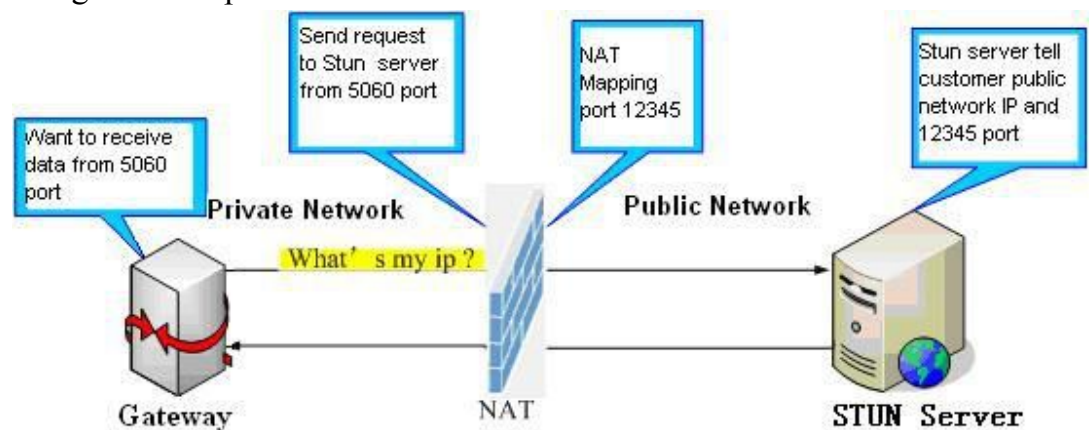 Send request
to Stun server
from 5060 port
NAT
Mapping
port 12345
Stun server tell
customer public
network IP and
12345 port
Want to receive
data from 5060
port
Private Network
Public Network
What's my ip ?
Gateway
NAT
STUN Server